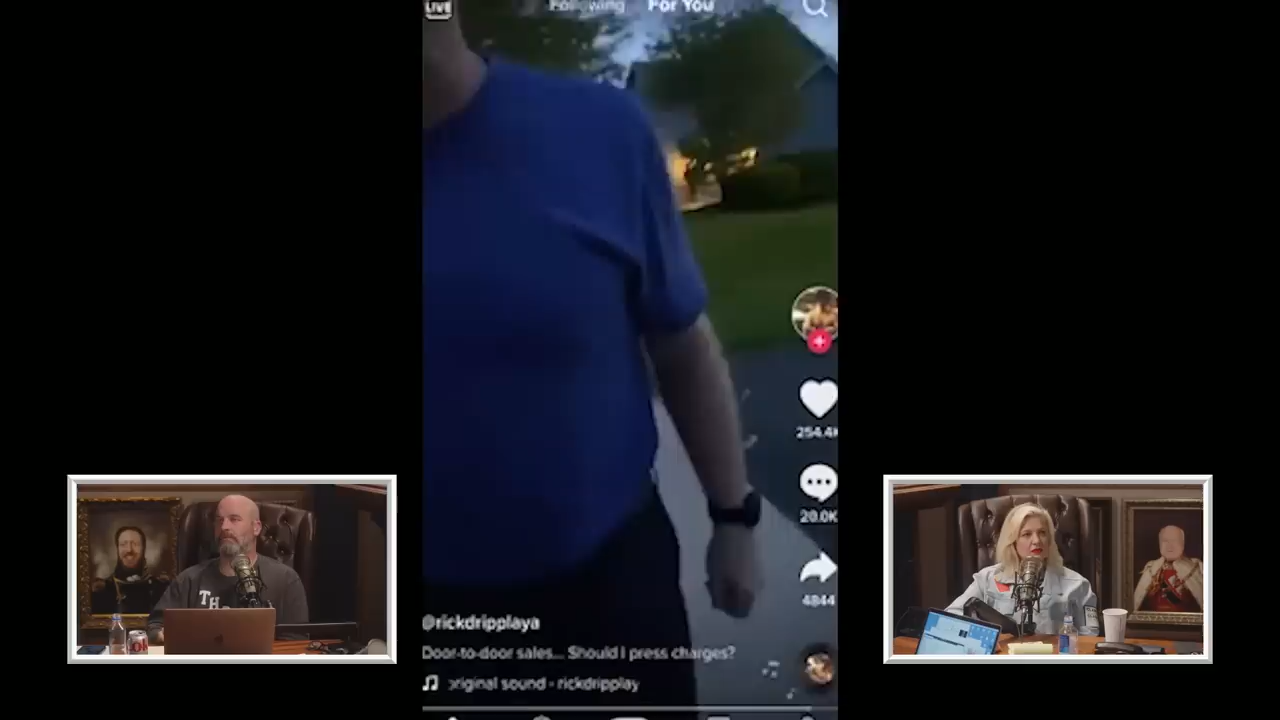 LIVE
Following For You
254.4K
20.0K
4844
@rickdripplaya
Door-to-door sales... Should I press charges?
original sound - rickdripplay